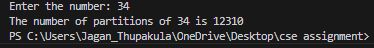 Enter the number: 34
The number of partitions of 34 is 12310
PS C:\Users\Jagan_Thupakula\OneDrive\Desktop\cse assignment>